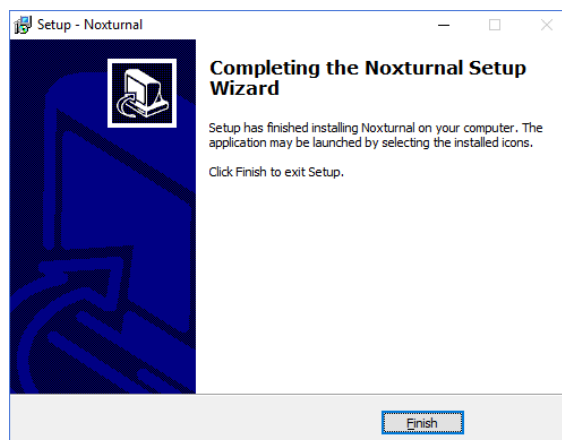 Setup - Noxturnal
Completing the Noxturnal Setup
Wizard
Setup has finished installing Noxturnal on your computer. The
application may be launched by selecting the installed icons.
Click Finish to exit Setup.
Finish